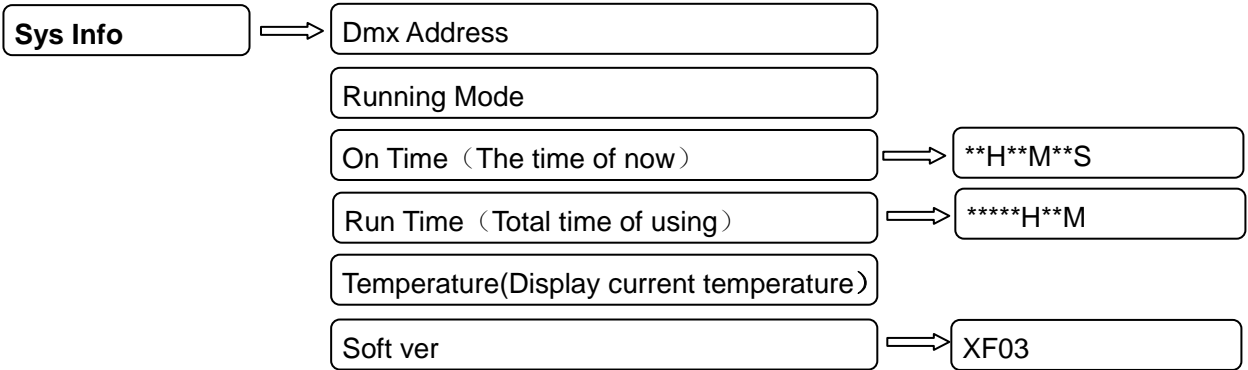 Sys Info
Dmx Address
Running Mode
On Time（The time of now）
**H**M**S
Run Time（Total time of using）
*****H**M
Temperature(Display current temperature）
Soft ver
XF03